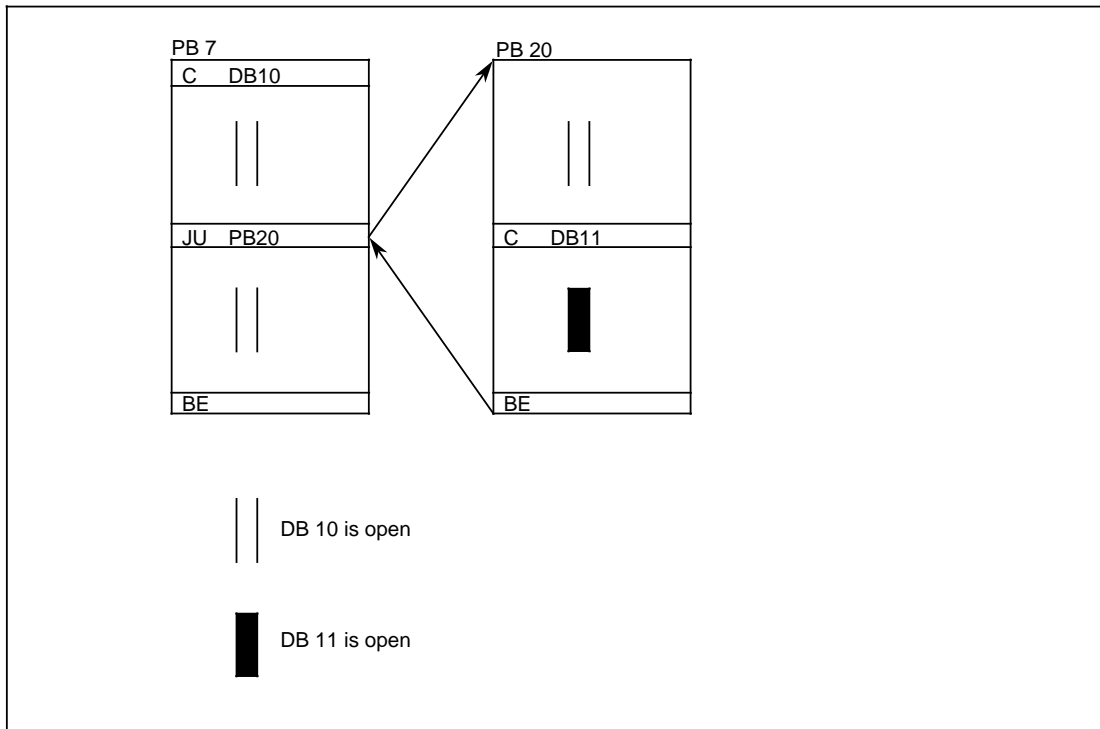 PB 7
C DB10
JU PB20
BE
PB 20
C DB11
BE
DB 10 is open
DB 11 is open